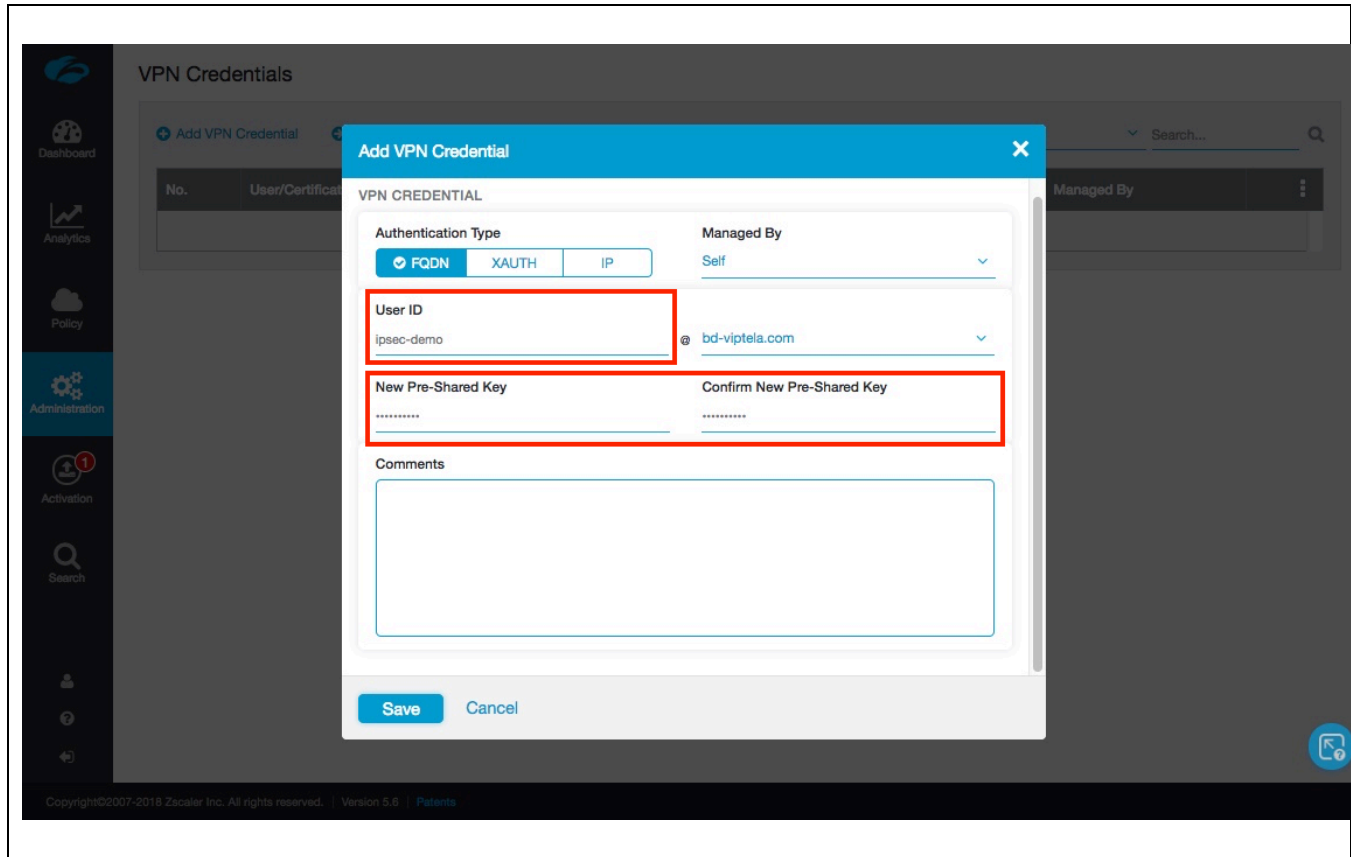 VPN Credentials
Add VPN Credential
Search...
Dashboard
No. User/Certificat Managed By
Analytics
Policy
Administration
1
Activation
Search
Add VPN Credential
VPN CREDENTIAL
Authentication Type Managed By
FQDN XAUTH IP Self
User ID
ipsec-demo @ bd-viptela.com
New Pre-Shared Key Confirm New Pre-Shared Key
•••••••••• ••••••••••
Comments
Save Cancel
Copyright©2007-2018 Zscaler Inc. All rights reserved. | Version 5.6 | Patents